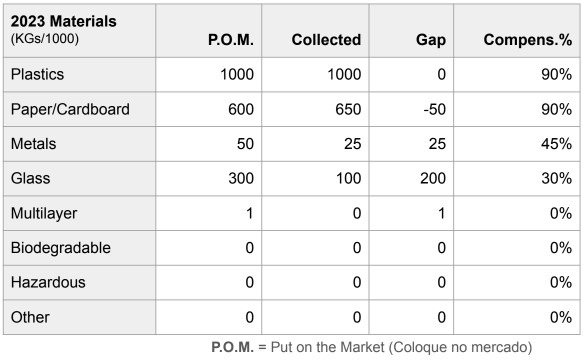 2023 Materials
(KGs/1000) P.O.M. Collected Gap Compens.%
Plastics 1000 1000 0 90%
Paper/Cardboard 600 650 -50 90%
Metals 50 25 25 45%
Glass 300 100 200 30%
Multilayer 1 0 1 0%
Biodegradable 0 0 0 0%
Hazardous 0 0 0 0%
Other 0 0 0 0%
P.O.M. = Put on the Market (Coloque no mercado)